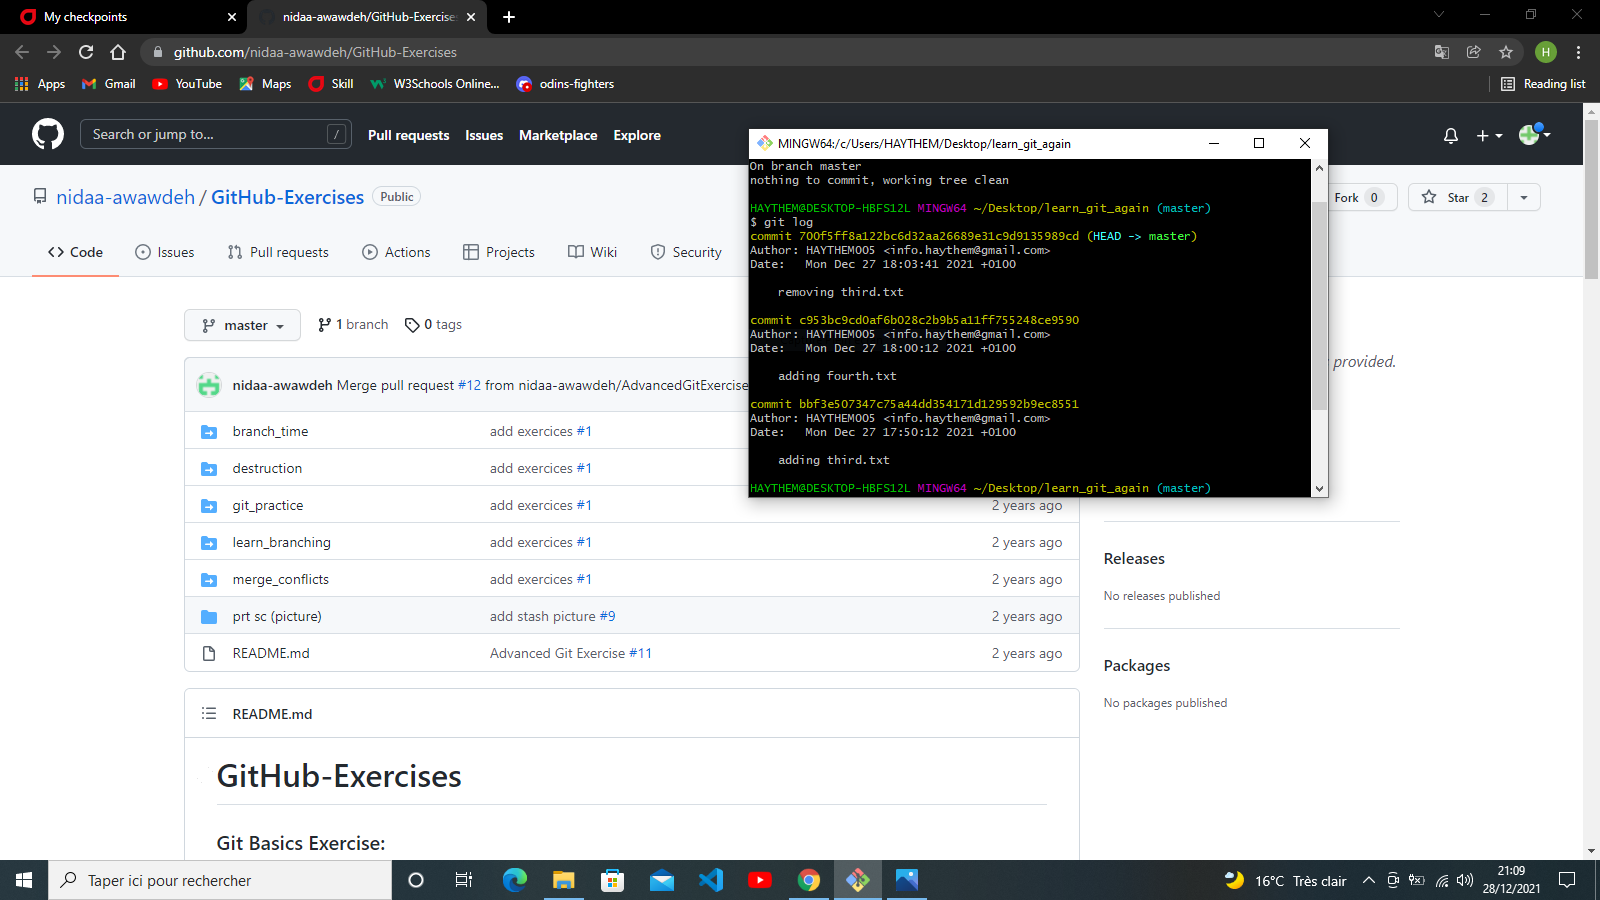 My checkpoints
nidaa-awawdeh/GitHub-Exercises
github.com/nidaa-awawdeh/GitHub-Exercises
H
Apps
Gmail
YouTube
Maps
Skill
W3Schools Online...
odins-fighters
Reading list
Search or jump to...
/
Pull requests
Issues
Marketplace
Explore
nidaa-awawdeh / GitHub-Exercises
Public
Fork 0
Star 2
Code
Issues
Pull requests
Actions
Projects
Wiki
Security
master
1 branch
0 tags
nidaa-awawdeh Merge pull request #12 from nidaa-awawdeh/AdvancedGitExercise
branch_time add exercices #1
destruction add exercices #1
git_practice add exercices #1 2 years ago
learn_branching add exercices #1 2 years ago
merge_conflicts add exercices #1 2 years ago
prt sc (picture) add stash picture #9 2 years ago
README.md Advanced Git Exercise #11 2 years ago
README.md
GitHub-Exercises
Git Basics Exercise:
provided.
Releases
No releases published
Packages
No packages published
MINGW64:/c/Users/HAYTHEM/Desktop/learn_git_again
On branch master
nothing to commit, working tree clean
HAYTHEM@DESKTOP-HBFS12L MINGW64 ~/Desktop/learn_git_again (master)
$ git log
commit 700f5ff8a122bc6d32aa26689e31c9d9135989cd (HEAD -> master)
Author: HAYTHEM005 <info.haythem@gmail.com>
Date: Mon Dec 27 18:03:41 2021 +0100
removing third.txt
commit c953bc9cd0af6b028c2b9b5a11ff755248ce9590
Author: HAYTHEM005 <info.haythem@gmail.com>
Date: Mon Dec 27 18:00:12 2021 +0100
adding fourth.txt
commit bbf3e507347c75a44dd354171d129592b9ec8551
Author: HAYTHEM005 <info.haythem@gmail.com>
Date: Mon Dec 27 17:50:12 2021 +0100
adding third.txt
HAYTHEM@DESKTOP-HBFS12L MINGW64 ~/Desktop/learn_git_again (master)
Taper ici pour rechercher
16°C Très clair
21:09
28/12/2021